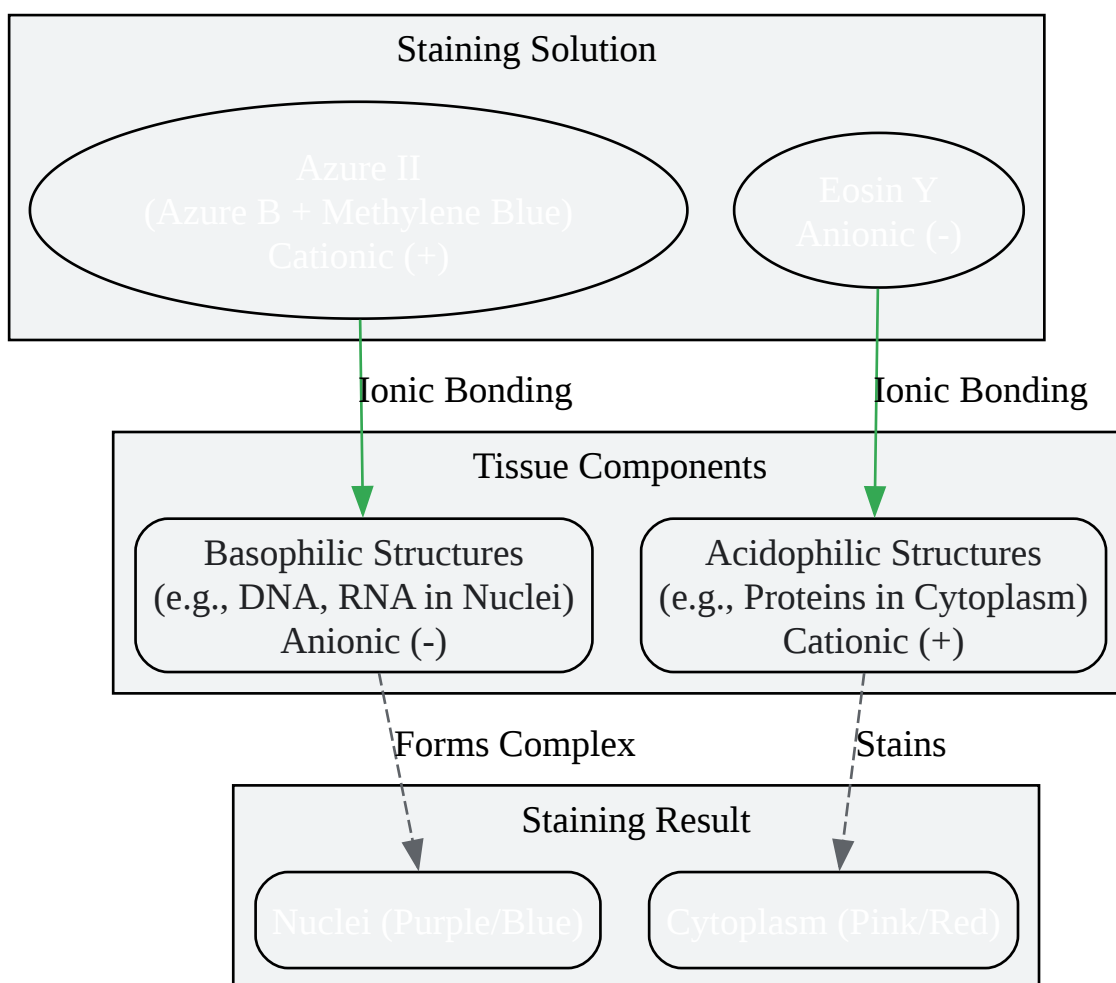 Staining Solution
Azure II
(Azure B + Methylene Blue)
Cationic (+)
Eosin Y
Anionic (-)
Ionic Bonding
Ionic Bonding
Tissue Components
Basophilic Structures
(e.g., DNA, RNA in Nuclei)
Anionic (-)
Acidophilic Structures
(e.g., Proteins in Cytoplasm)
Cationic (+)
Forms Complex
Stains
Staining Result
Nuclei (Purple/Blue)
Cytoplasm (Pink/Red)